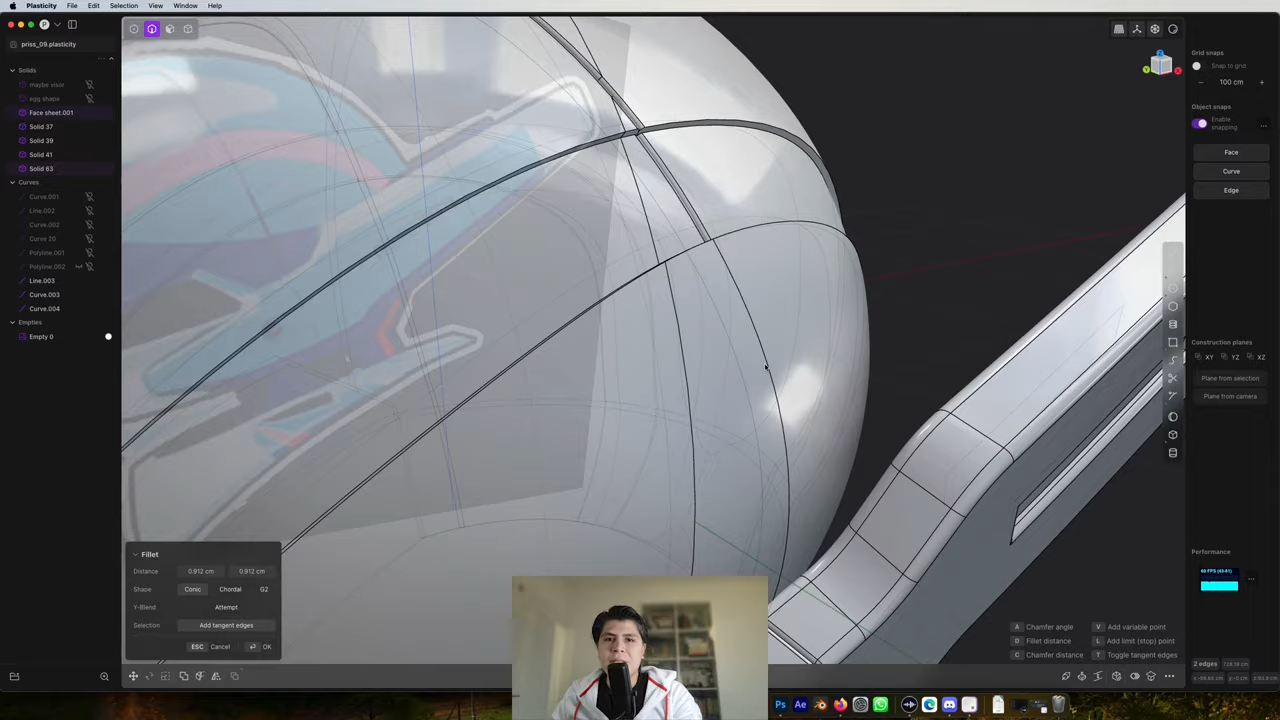 Plasticity File Edit Selection View Window Help
priss_09.plasticity
Solids
maybe visor
egg shape
Face sheet.001
Solid 37
Solid 39
Solid 41
Solid 63
Curves
Curve.001
Line.002
Curve.002
Curve 20
Polyline.001
Polyline.002
Line.003
Curve.003
Curve.004
Empties
Empty 0
Fillet
Distance 0.912 cm 0.912 cm
Shape Conic Chordal G2
Y-Blend Attempt
Selection Add tangent edges
ESC Cancel OK
A Chamfer angle V Add variable point
D Fillet distance L Add limit (stop) point
C Chamfer distance T Toggle tangent edges
Grid snaps
Snap to grid
− 100 cm +
Object snaps
Enable
snapping
Face
Curve
Edge
Construction planes
XY YZ XZ
Plane from selection
Plane from camera
Performance
2 edges
Ps Ae